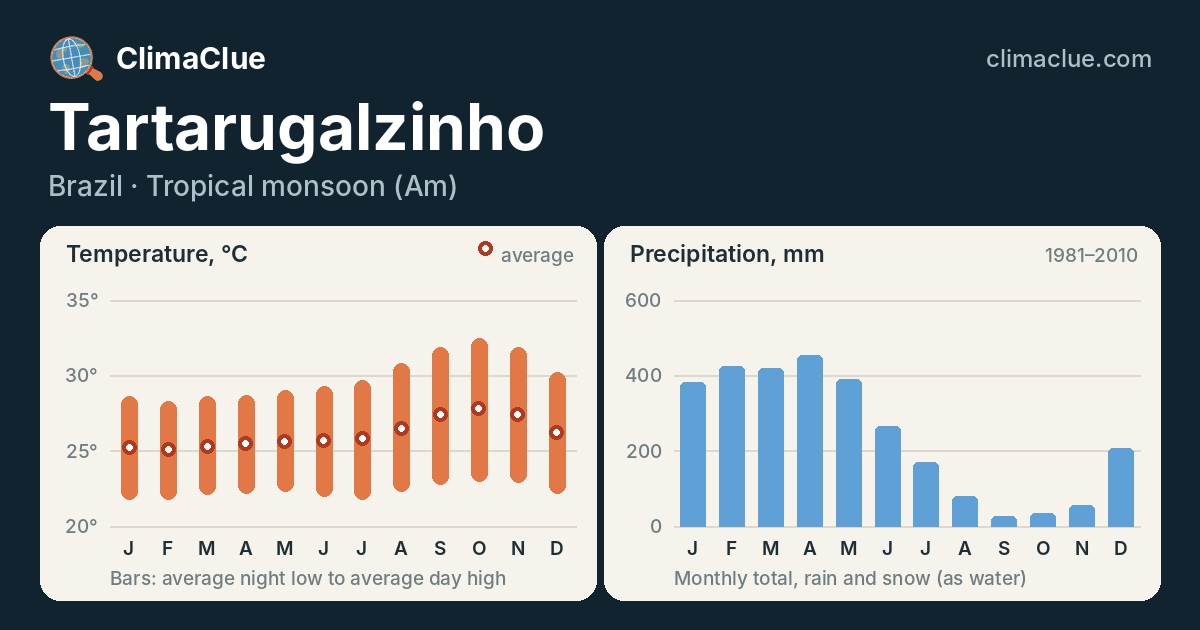 ClimaClue
climaclue.com
Tartarugalzinho
Brazil · Tropical monsoon (Am)
Temperature, °C
average
35°
30°
25°
20°
J F M A M J J A S O N D
Bars: average night low to average day high
Precipitation, mm
1981–2010
600
400
200
0
J F M A M J J A S O N D
Monthly total, rain and snow (as water)